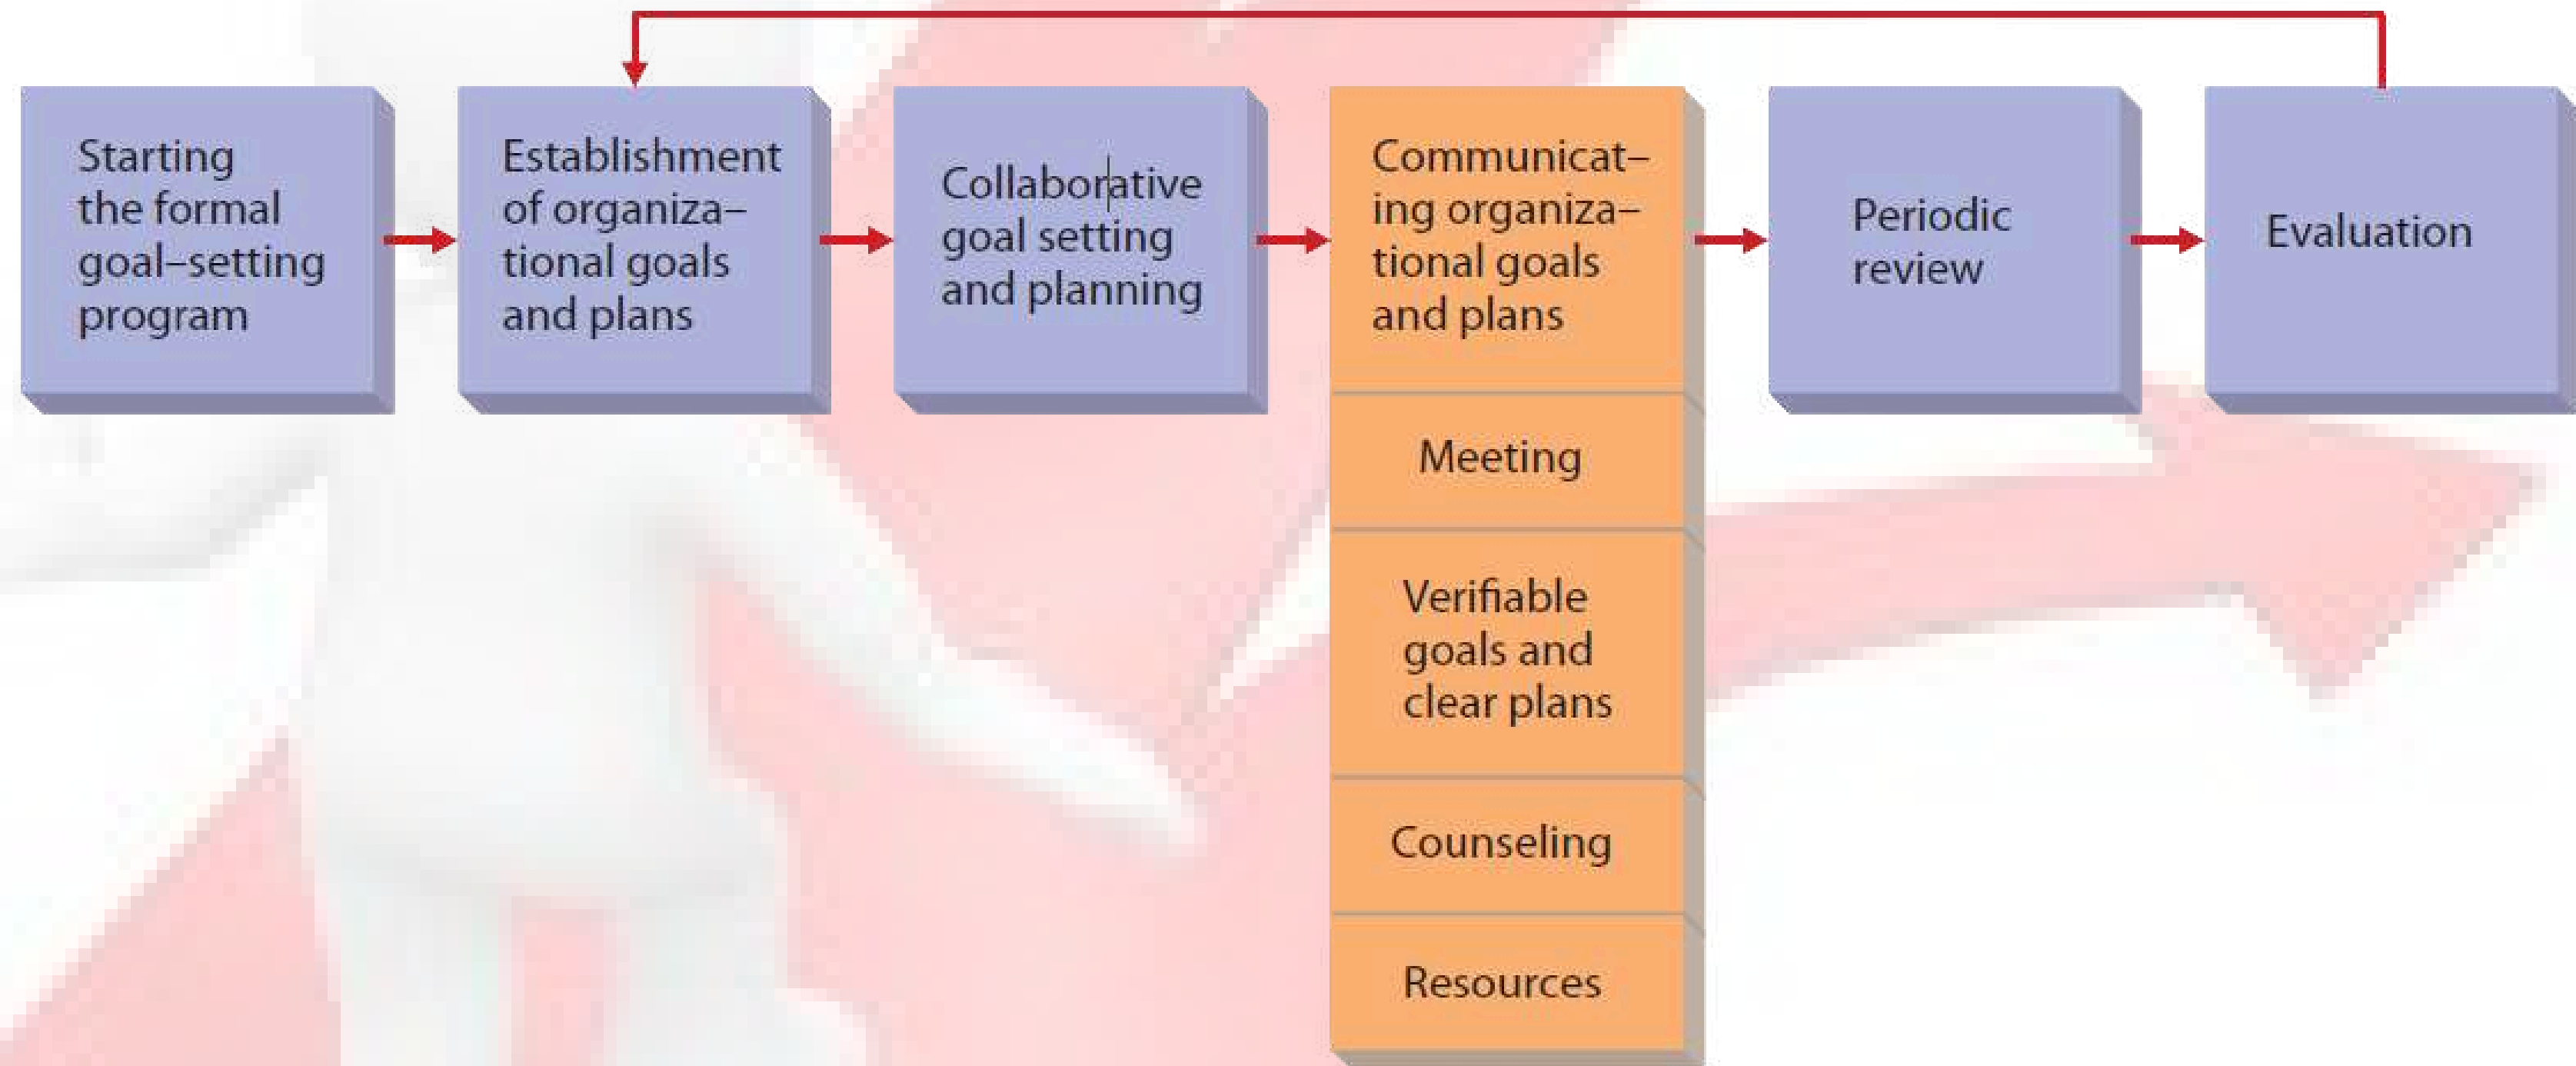 Starting
the formal
goal–setting
program
Establishment
of organiza–
tional goals
and plans
Collaborative
goal setting
and planning
Communicat–
ing organiza–
tional goals
and plans
Meeting
Verifiable
goals and
clear plans
Counseling
Resources
Periodic
review
Evaluation